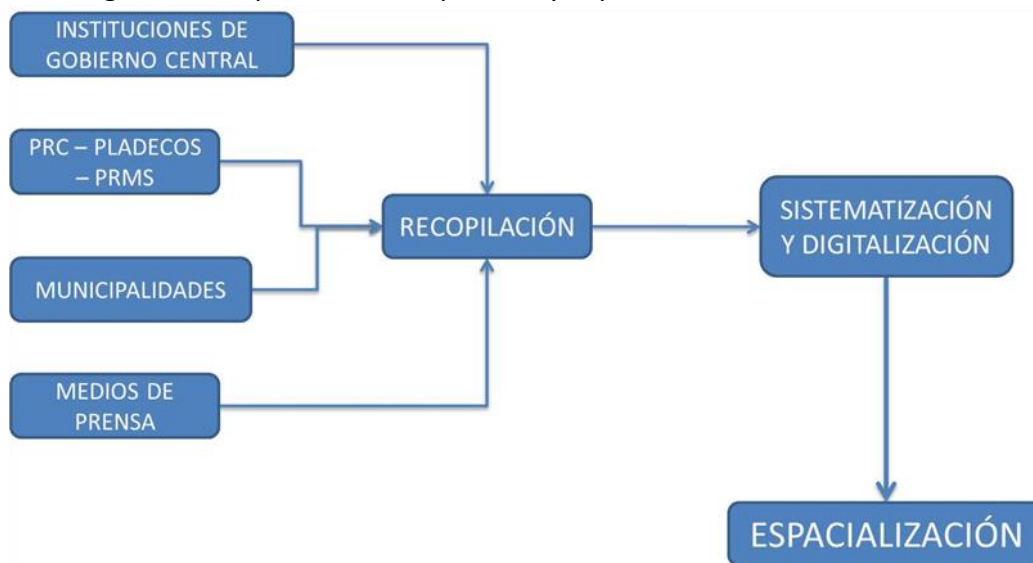 INSTITUCIONES DE
GOBIERNO CENTRAL
PRC – PLADECOS
– PRMS
MUNICIPALIDADES
MEDIOS DE
PRENSA
RECOPILACIÓN
SISTEMATIZACIÓN
Y DIGITALIZACIÓN
ESPACIALIZACIÓN